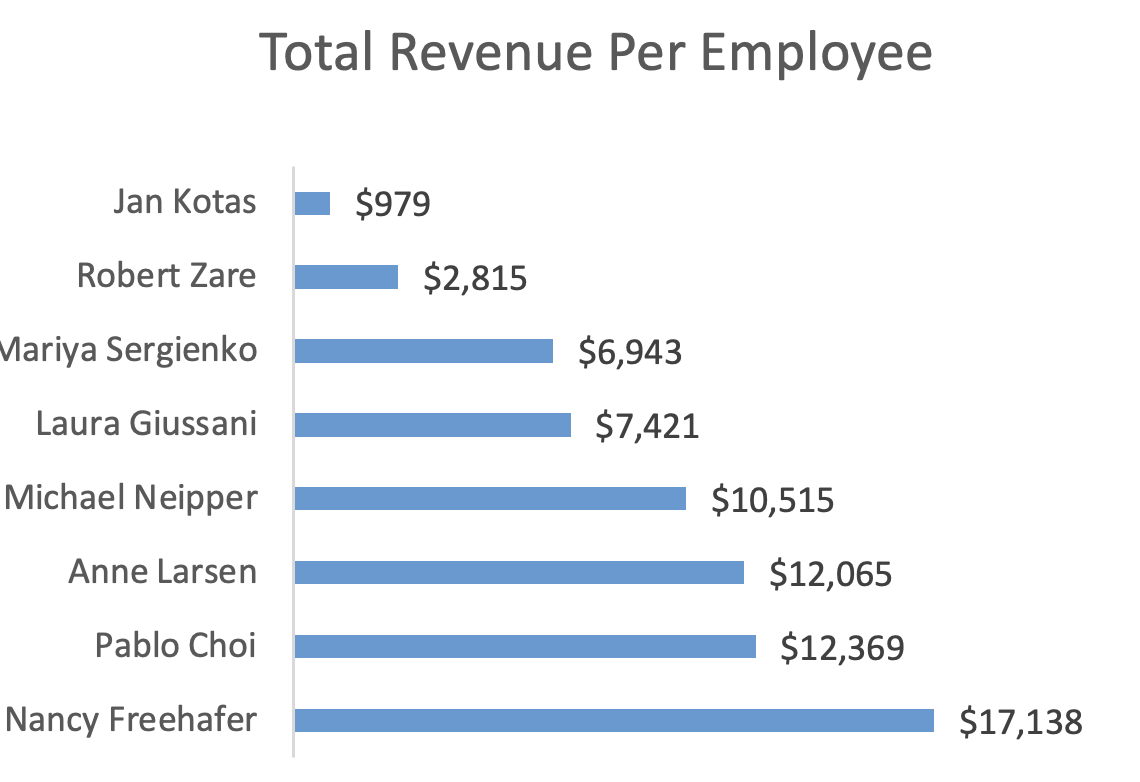 Total Revenue Per Employee
Jan Kotas $979
Robert Zare $2,815
Mariya Sergienko $6,943
Laura Giussani $7,421
Michael Neipper $10,515
Anne Larsen $12,065
Pablo Choi $12,369
Nancy Freehafer $17,138